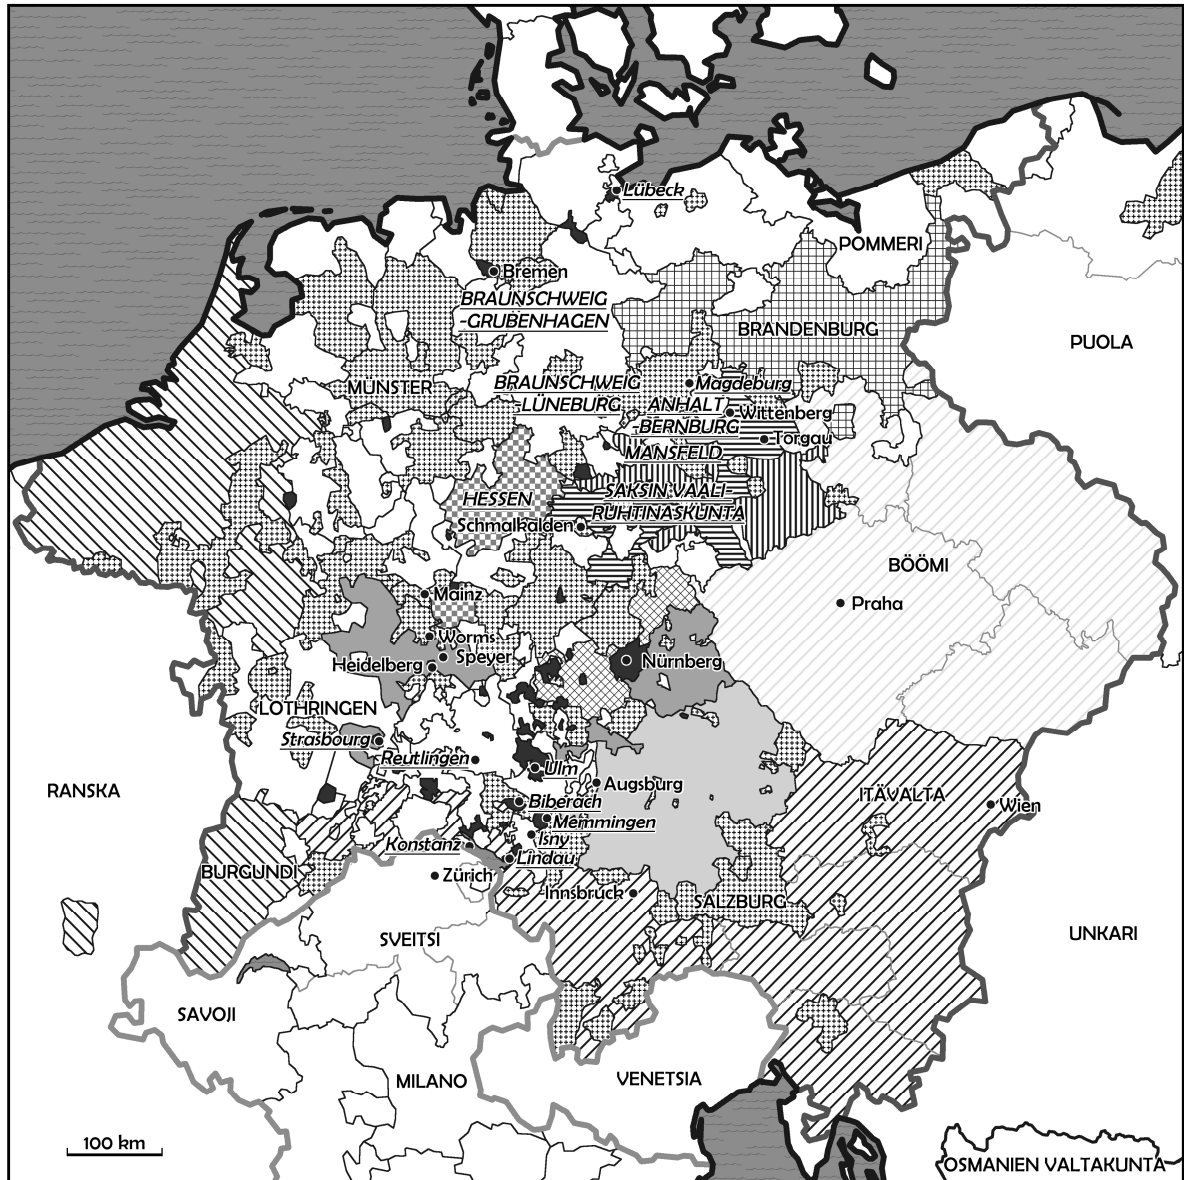 Lübeck
POMMERI
Bremen
BRAUNSCHWEIG
-GRUBENHAGEN
BRANDENBURG
PUOLA
MÜNSTER
BRAUNSCHWEIG
-LÜNEBURG
Magdeburg
ANHALT
-BERNBURG
Wittenberg
Torgau
MANSFELD
HESSEN
SAKSIN VAALI-
RUHTINASKUNTA
Schmalkalden
BÖÖMI
Mainz
Praha
Worms
Speyer
Heidelberg
Nürnberg
LOTHRINGEN
Strasbourg
Reutlingen
Ulm
Augsburg
RANSKA
ITÄVALTA
Wien
Biberach
Memmingen
Isny
Konstanz
Lindau
BURGUNDI
Zürich
Innsbruck
SALZBURG
SVEITSI
UNKARI
SAVOJI
MILANO
VENETSIA
100 km
OSMANIEN VALTAKUNTA